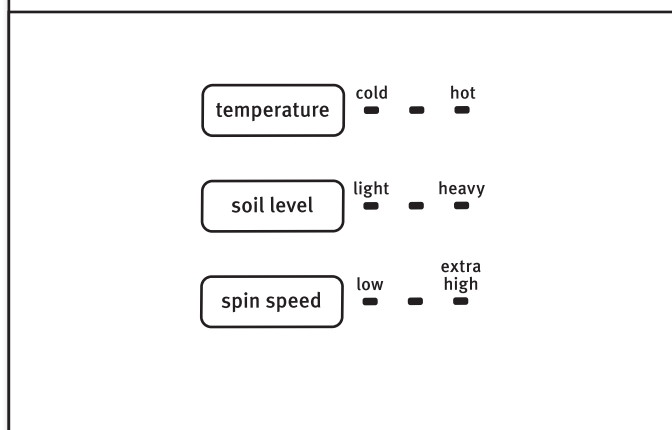 cold hot
temperature
light heavy
soil level
extra
low high
spin speed